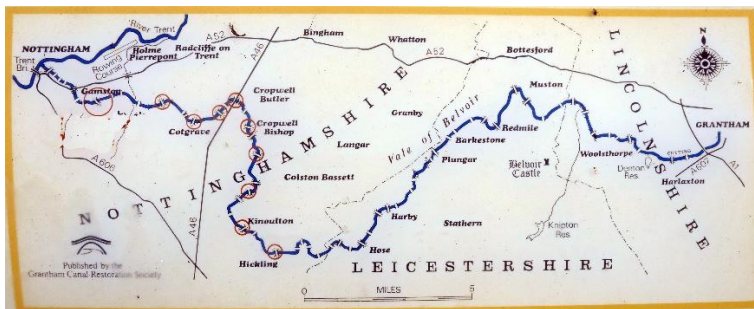 River Trent
NOTTINGHAM
Trent
Bri.
Holme
Pierrepont
Rowing
Course
Radcliffe on
Trent
A52
A46
Bingham
Whatton
A52
Bottesford
N
Gamston
Cotgrave
Cropwell
Butler
Cropwell
Bishop
Granby
Langar
Colston Bassett
Vale of Belvoir
Muston
Redmile
Barkestone
Plungar
Belvoir
Castle
Woolsthorpe
Denton
Res.
CUTTING
GRANTHAM
A607
A1
Harlaxton
LINCOLNSHIRE
NOTTINGHAMSHIRE
A606
A46
Kinoulton
Hickling
Hose
Harby
Stathern
Knipton
Res.
LEICESTERSHIRE
Published by the
Grantham Canal Restoration Society
0 5
MILES